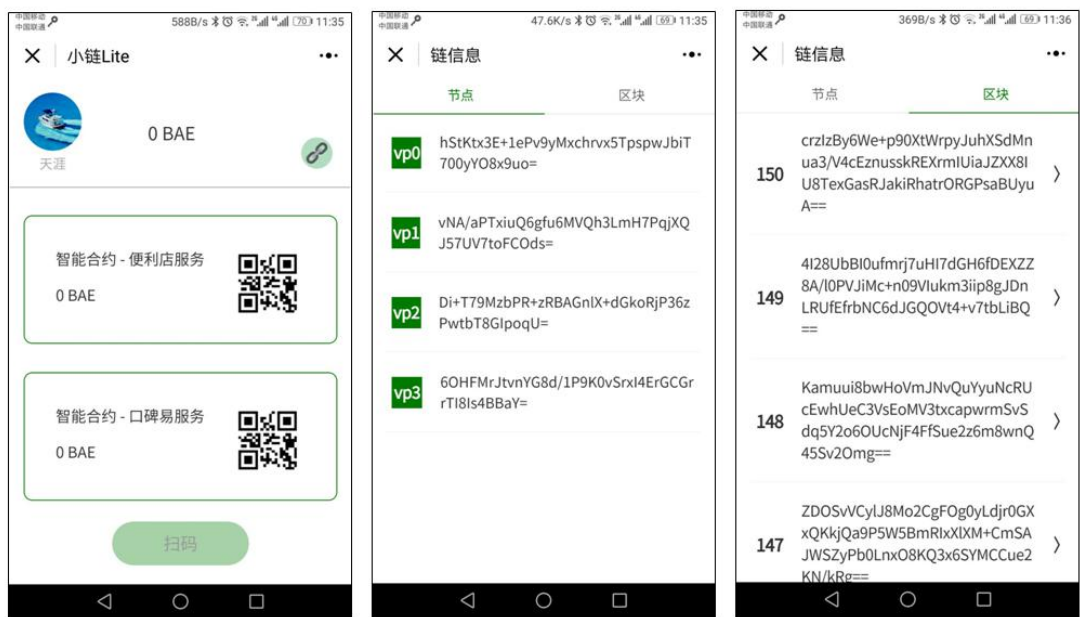 中国移动
中国联通
588B/s
70
11:35
小链Lite
0 BAE
天涯
智能合约 - 便利店服务
0 BAE
智能合约 - 口碑易服务
0 BAE
扫码
中国移动
中国联通
47.6K/s
69
11:35
链信息
节点
区块
vp0
hStKtx3E+1ePv9yMxchrvx5TpspwJbiT
700yYO8x9uo=
vp1
vNA/aPTxiuQ6gfu6MVQh3LmH7PqjXQ
J57UV7toFCOds=
vp2
Di+T79MzbPR+zRBAGnlX+dGkoRjP36z
PwtbT8GIpoqU=
vp3
6OHFMrJtvnYG8d/1P9K0vSrxI4ErGCGr
rTI8Is4BBaY=
中国移动
中国联通
369B/s
69
11:36
链信息
节点
区块
150
crzIzBy6We+p90XtWrpyJuhXSdMn
ua3/V4cEznusskREXrmIUiaJZXX8I
U8TexGasRJakiRhatrORGPsaBUyu
A==
149
4I28UbBI0ufmrj7uHI7dGH6fDEXZZ
8A/l0PVJiMc+n09VIukm3iip8gJDn
LRUfEfrbNC6dJGQOVt4+v7tbLiBQ
==
148
Kamuui8bwHoVmJNvQuYyuNcRU
cEwhUeC3VsEoMV3txcapwrmSvS
dq5Y2o6OUcNjF4FfSue2z6m8wnQ
45Sv2Omg==
147
ZDOSvVCylJ8Mo2CgFOg0yLdjr0GX
xQKkjQa9P5W5BmRIxXlXM+CmSA
JWSZyPb0LnxO8KQ3x6SYMCCue2
KN/kRg==